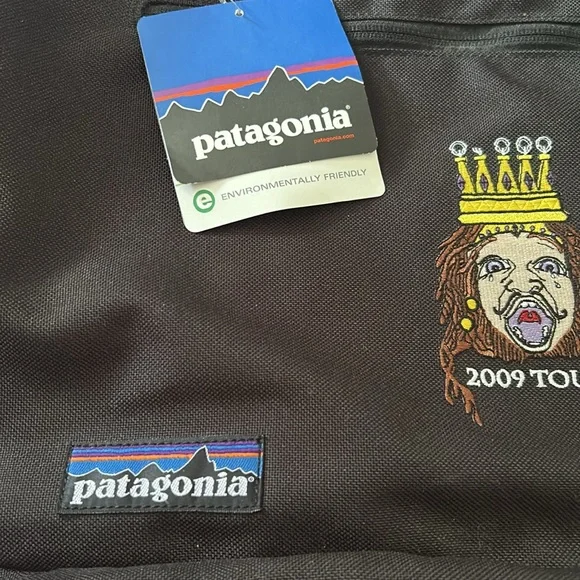 patagonia®
patagonia.com
e ENVIRONMENTALLY FRIENDLY
2009 TOU
patagonia®